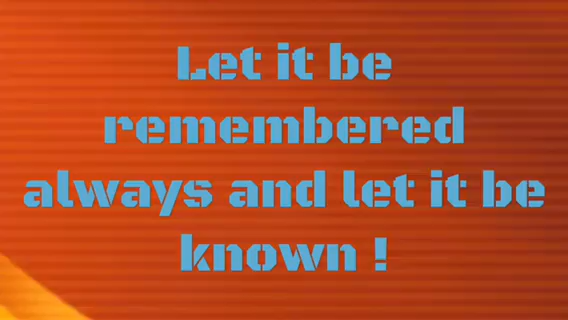 Let it be
remembered
always and let it be
known !